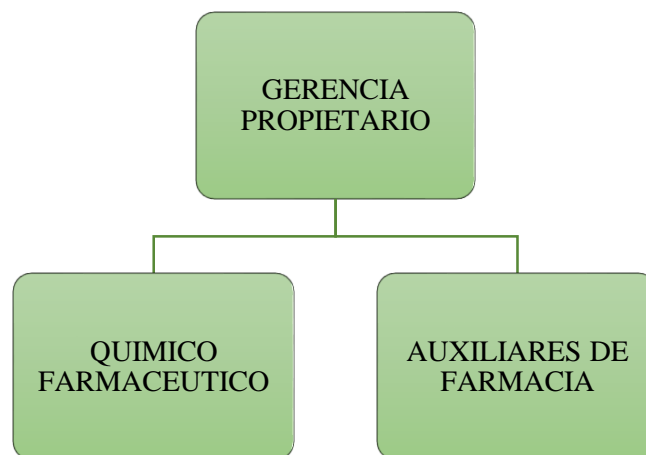 GERENCIA
PROPIETARIO
QUIMICO
FARMACEUTICO
AUXILIARES DE
FARMACIA